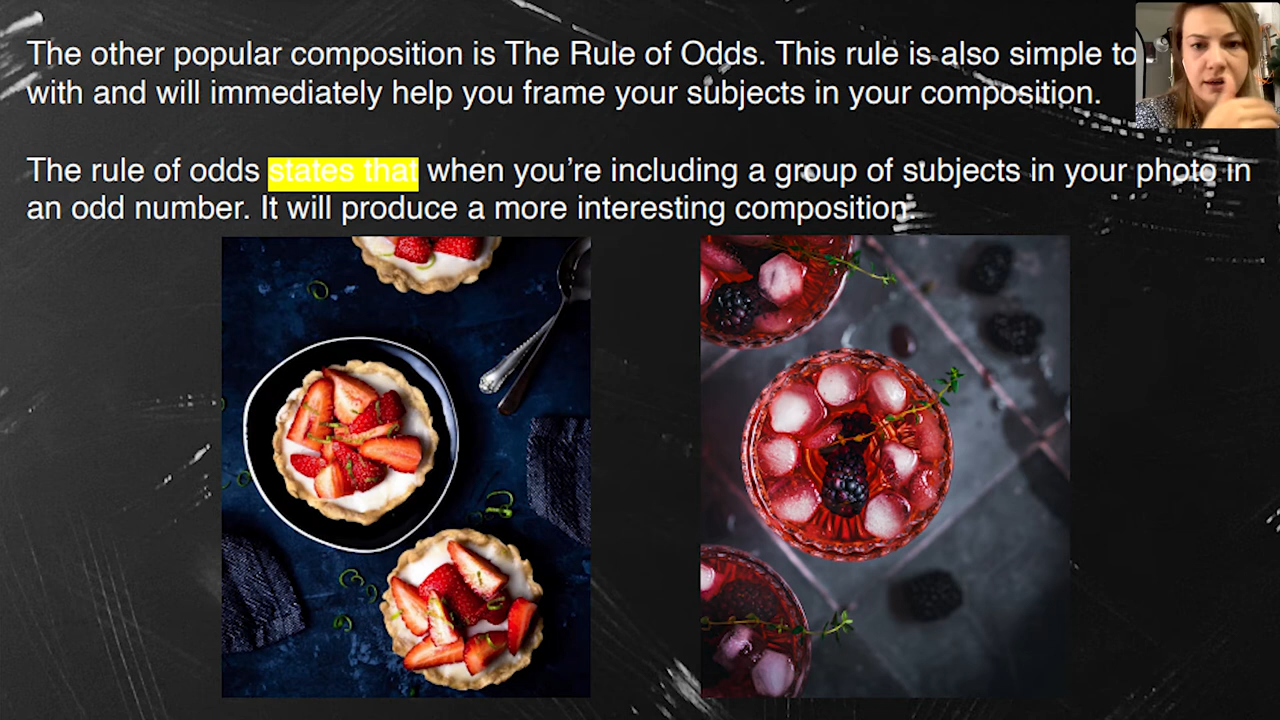 The other popular composition is The Rule of Odds. This rule is also simple to
with and will immediately help you frame your subjects in your composition.
The rule of odds states that when you’re including a group of subjects in your photo in
an odd number. It will produce a more interesting composition.